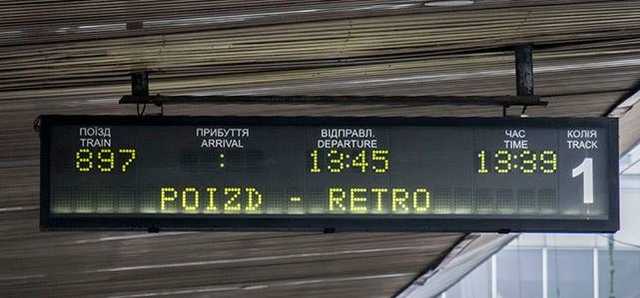 ПОЇЗД ПРИБУТТЯ ВІДПРАВЛ. ЧАС КОЛІЯ
TRAIN ARRIVAL DEPARTURE TIME TRACK
897 : 13:45 13:39 1
POIZD - RETRO